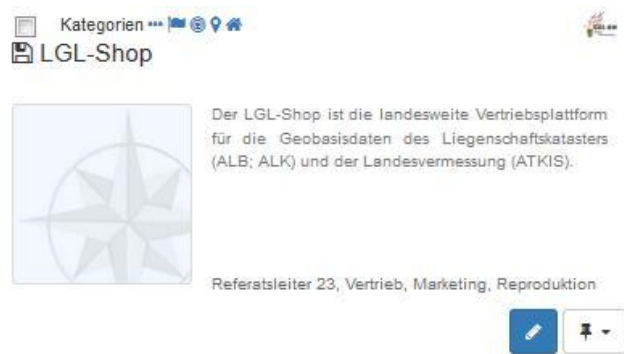 Kategorien
LGL-Shop
Der LGL-Shop ist die landesweite Vertriebsplattform
für die Geobasisdaten des Liegenschaftskatasters
(ALB; ALK) und der Landesvermessung (ATKIS).
Referatsleiter 23, Vertrieb, Marketing, Reproduktion